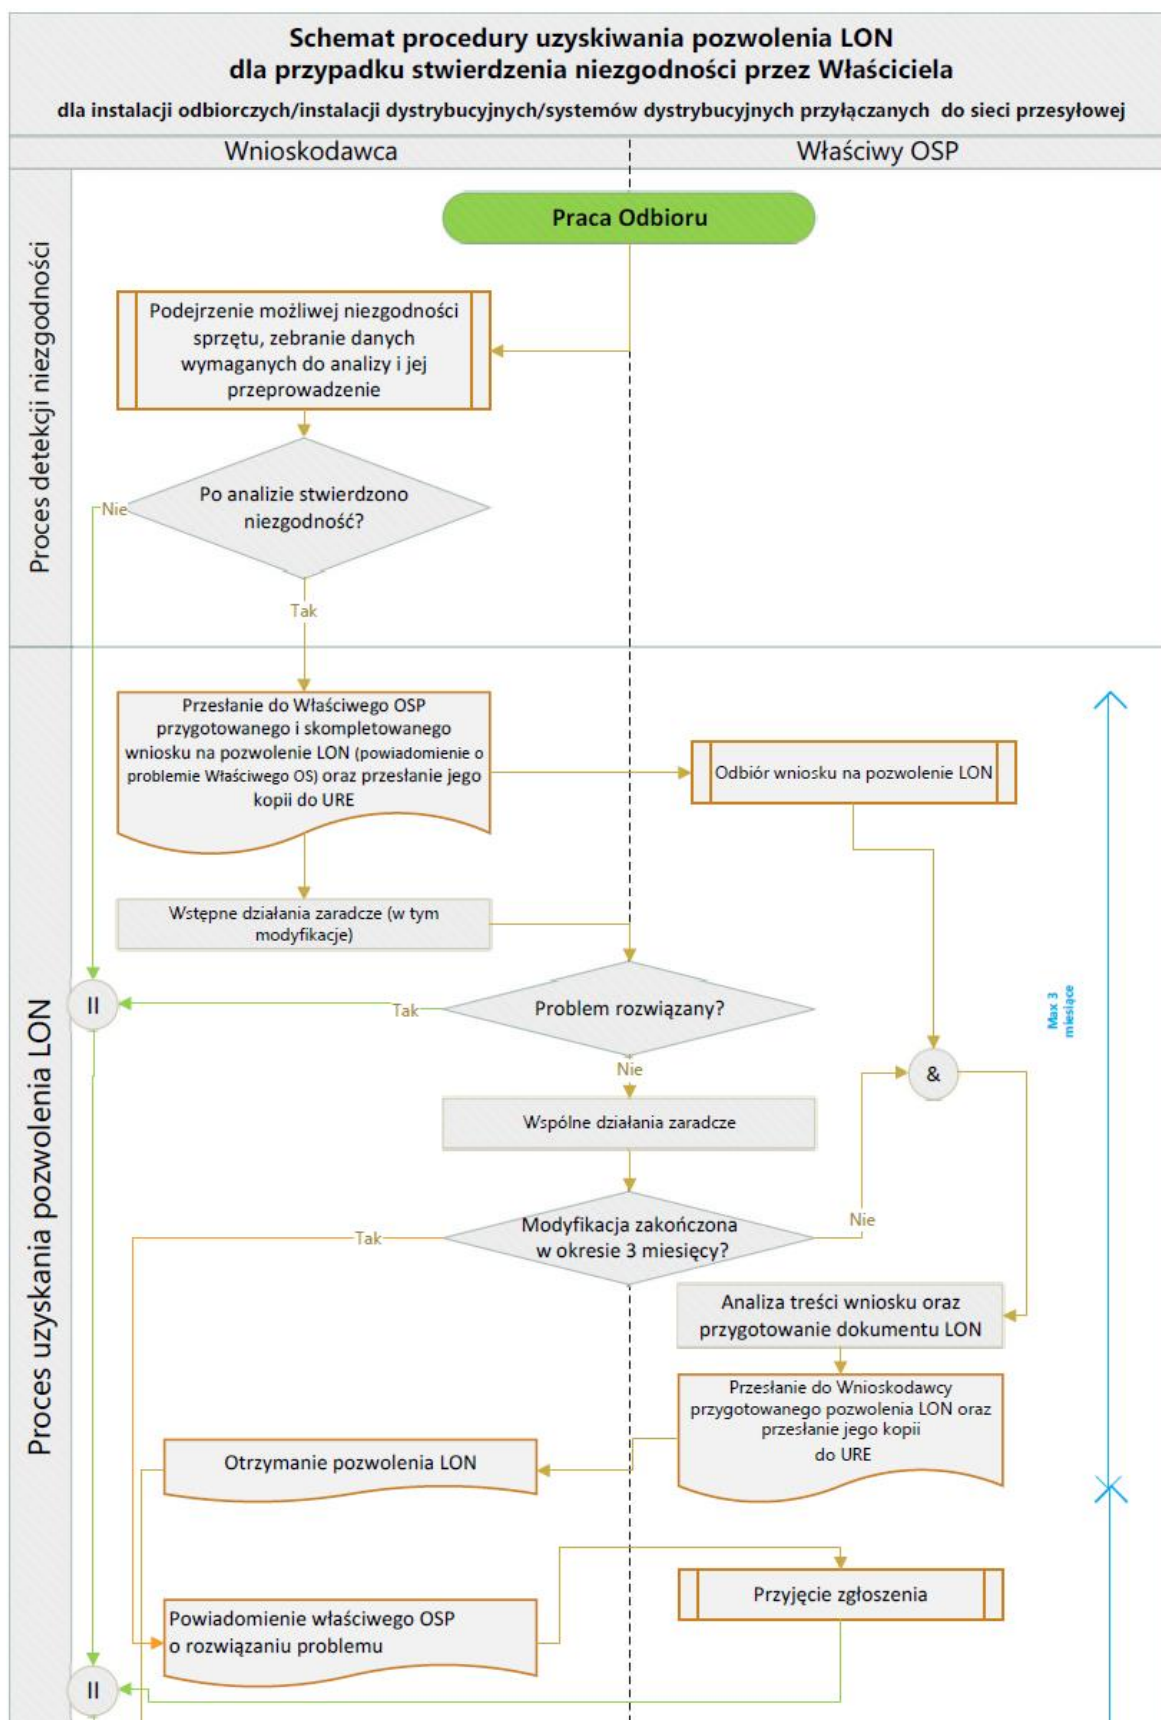 Schemat procedury uzyskiwania pozwolenia LON
dla przypadku stwierdzenia niezgodności przez Właściciela
dla instalacji odbiorczych/instalacji dystrybucyjnych/systemów dystrybucyjnych przyłączanych do sieci przesyłowej
Wnioskodawca
Właściwy OSP
Proces detekcji niezgodności
Praca Odbioru
Podejrzenie możliwej niezgodności
sprzętu, zebranie danych
wymaganych do analizy i jej
przeprowadzenie
Po analizie stwierdzono
niezgodność?
Nie
Tak
Proces uzyskania pozwolenia LON
Przesłanie do Właściwego OSP
przygotowanego i skompletowanego
wniosku na pozwolenie LON (powiadomienie o
problemie Właściwego OS) oraz przesłanie jego
kopii do URE
Odbiór wniosku na pozwolenie LON
Wstępne działania zaradcze (w tym
modyfikacje)
II
Tak
Problem rozwiązany?
Max 3
miesiące
Nie
&
Wspólne działania zaradcze
Tak
Modyfikacja zakończona
w okresie 3 miesięcy?
Nie
Analiza treści wniosku oraz
przygotowanie dokumentu LON
Przesłanie do Wnioskodawcy
przygotowanego pozwolenia LON oraz
przesłanie jego kopii
do URE
Otrzymanie pozwolenia LON
Przyjęcie zgłoszenia
Powiadomienie właściwego OSP
o rozwiązaniu problemu
II